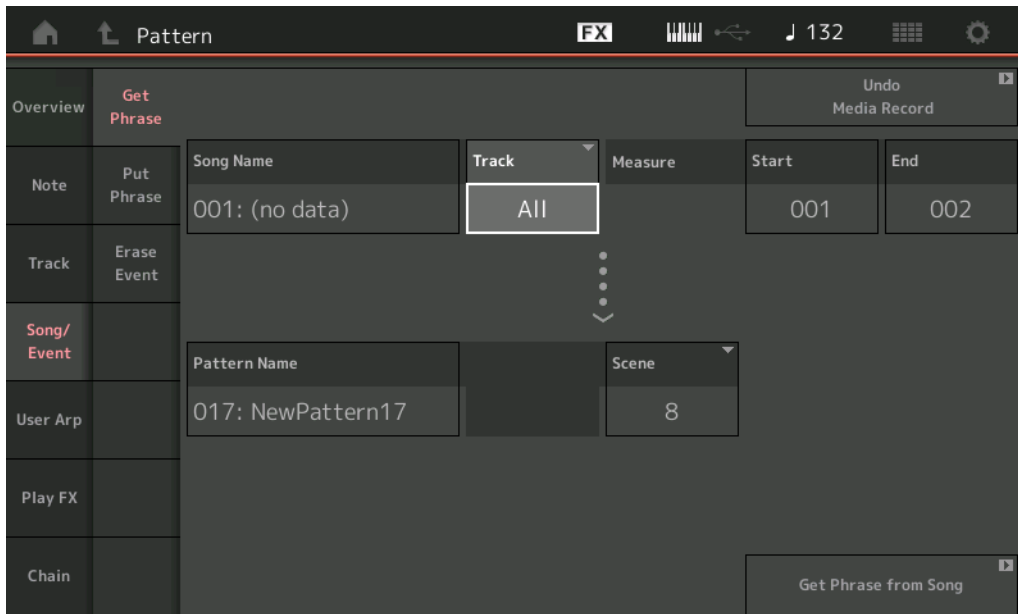 Pattern
FX
♩ 132
Overview
Get
Phrase
Undo
Media Record
Note
Put
Phrase
Song Name
Track
Measure
Start
End
001: (no data)
All
001
002
Track
Erase
Event
Song/
Event
Pattern Name
Scene
017: NewPattern17
8
User Arp
Play FX
Chain
Get Phrase from Song